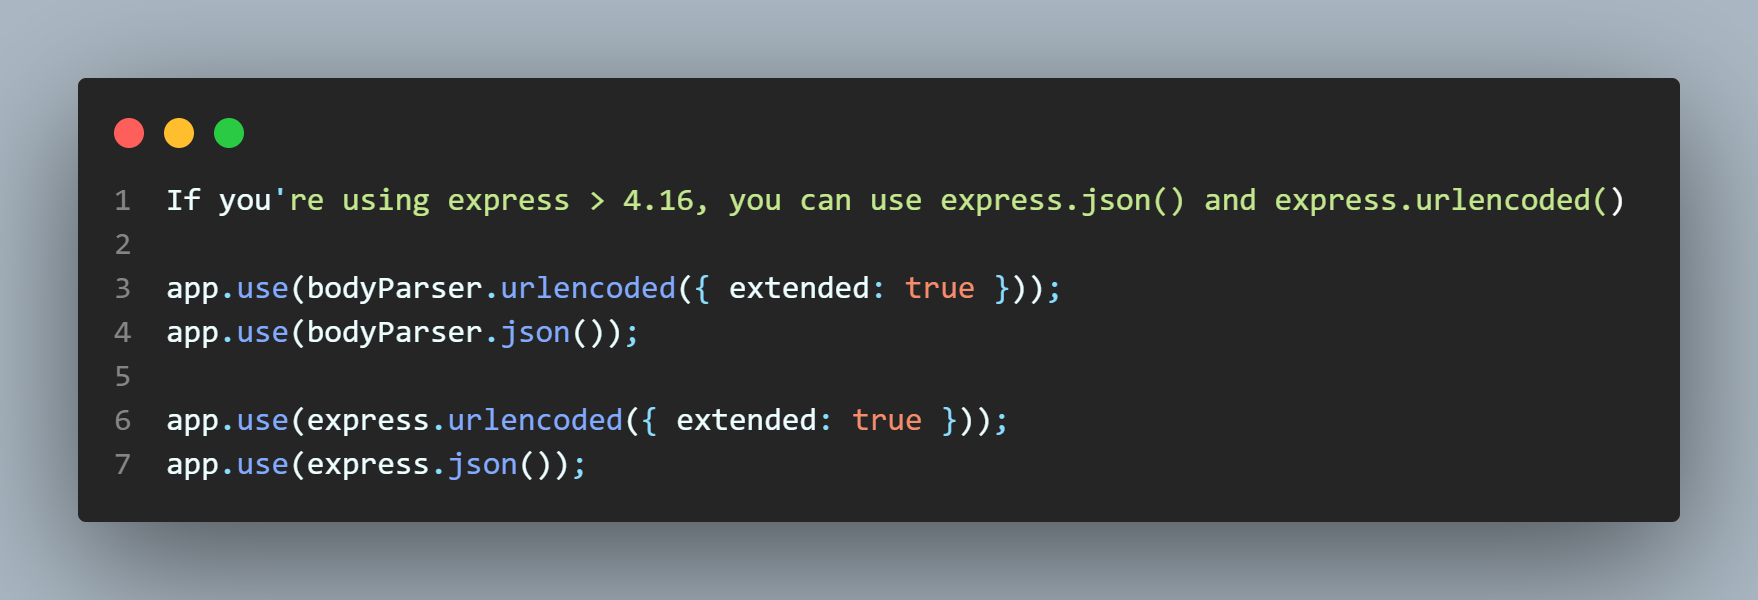 1 If you're using express > 4.16, you can use express.json() and express.urlencoded()
2
3 app.use(bodyParser.urlencoded({ extended: true }));
4 app.use(bodyParser.json());
5
6 app.use(express.urlencoded({ extended: true }));
7 app.use(express.json());